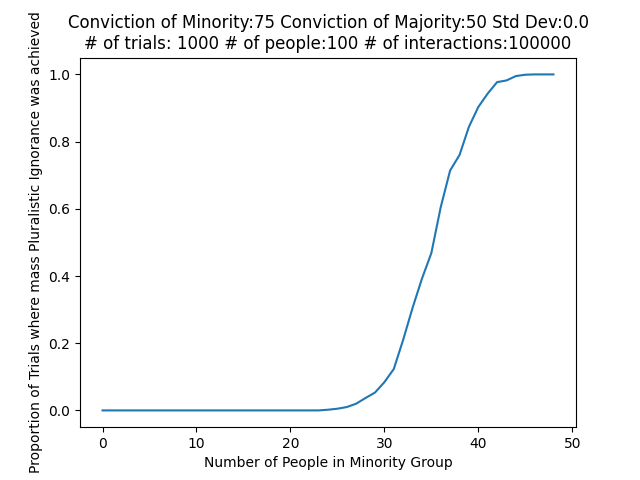 Conviction of Minority:75 Conviction of Majority:50 Std Dev:0.0
# of trials: 1000 # of people:100 # of interactions:100000
Proportion of Trials where mass Pluralistic Ignorance was achieved
1.0
0.8
0.6
0.4
0.2
0.0
0 10 20 30 40 50
Number of People in Minority Group